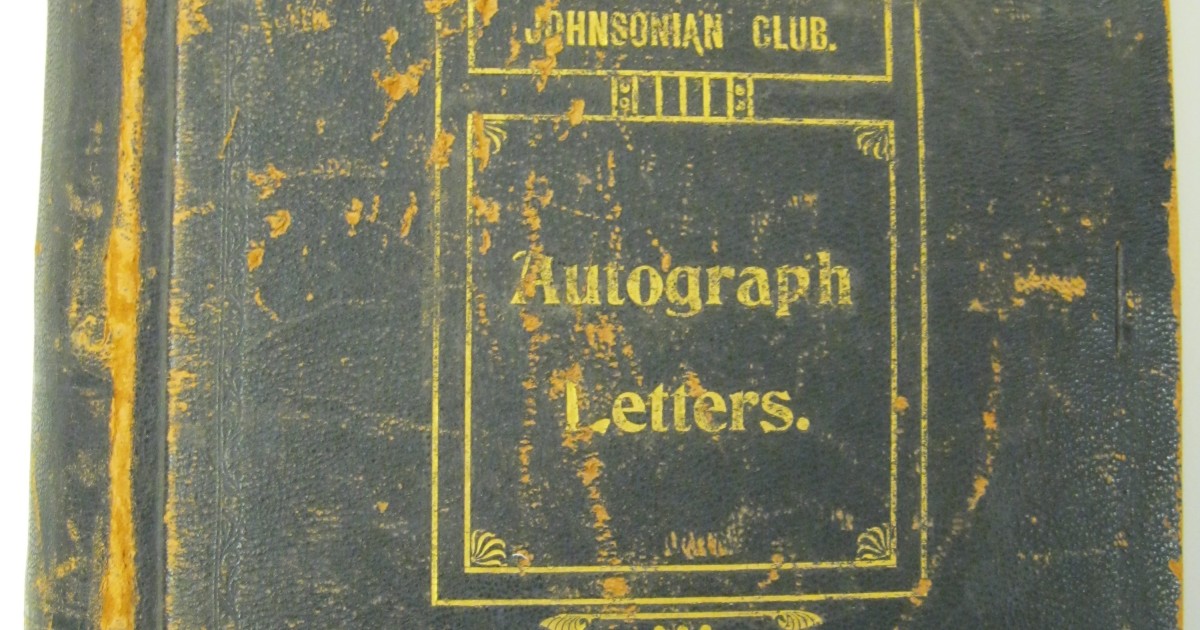 JOHNSONIAN CLUB.
Autograph
Letters.